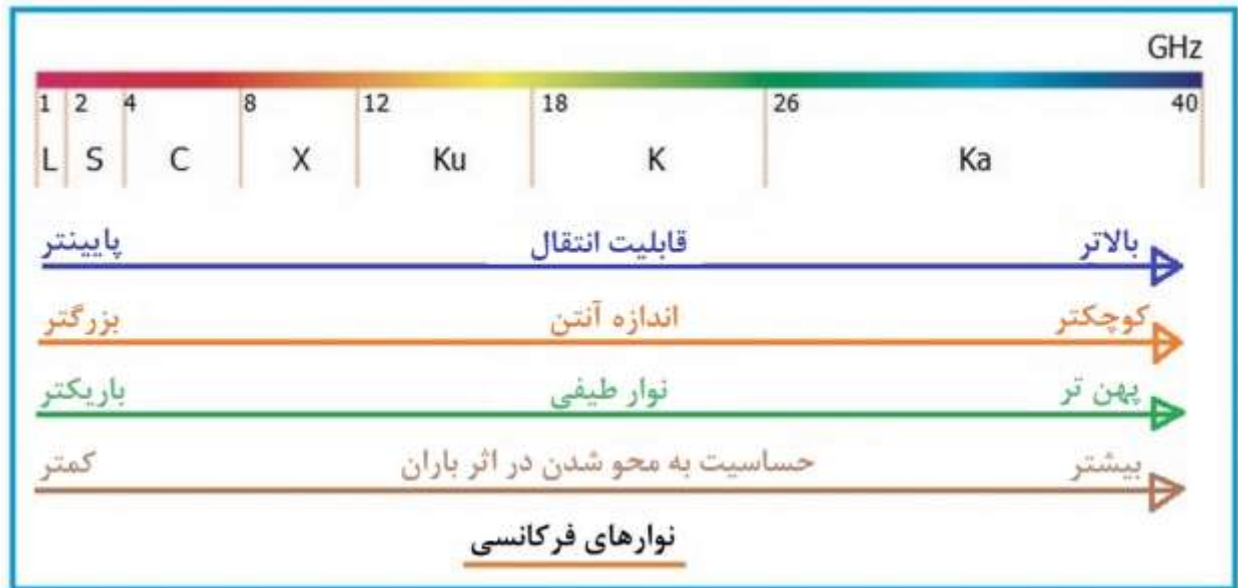 GHz
1 2 4 8 12 18 26 40
L S C X Ku K Ka
بالاتر قابلیت انتقال پایینتر
کوچکتر اندازه آنتن بزرگتر
پهن تر نوار طیفی باریکتر
بیشتر حساسیت به محو شدن در اثر باران کمتر
نوارهای فرکانسی